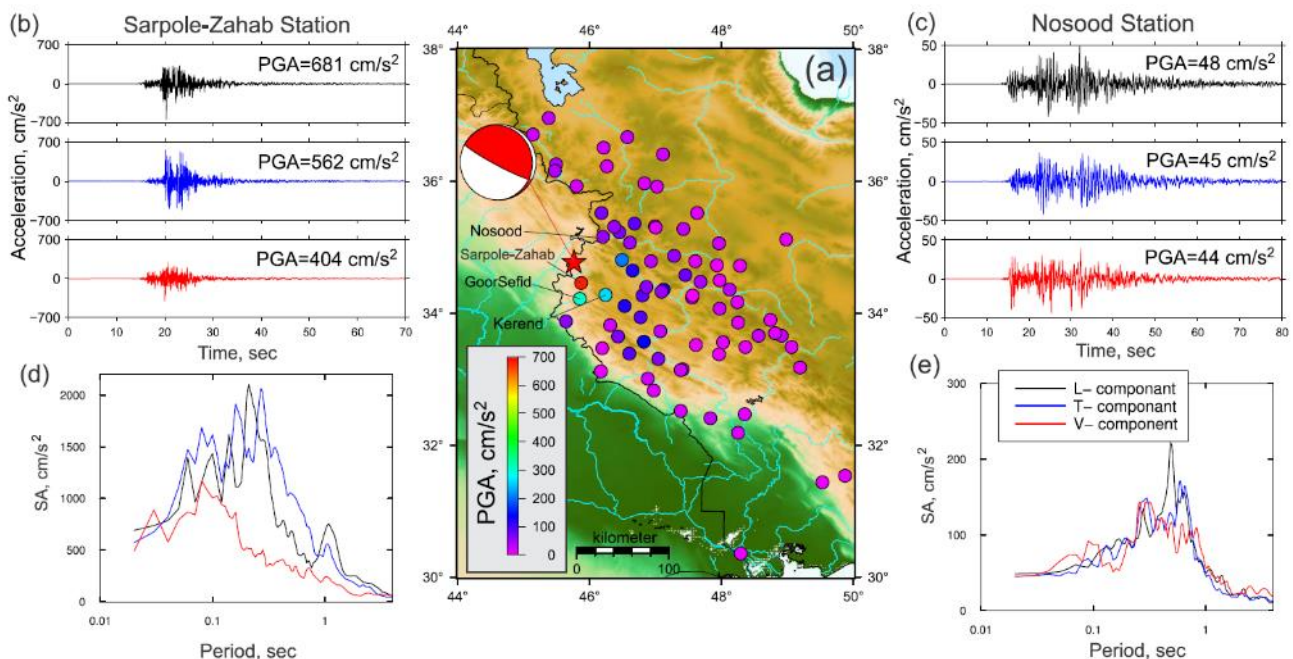 (b) Sarpole-Zahab Station
700
PGA=681 cm/s²
0
−700
700
PGA=562 cm/s²
0
−700
700
PGA=404 cm/s²
0
−700
Acceleration, cm/s²
0 10 20 30 40 50 60 70
Time, sec
(a)
44° 46° 48° 50°
38°
36°
34°
32°
30°
38°
36°
34°
32°
30°
44° 46° 48° 50°
Nosood
Sarpole-Zahab
GoorSefid
Kerend
PGA, cm/s²
700
600
500
400
300
200
100
0
kilometer
0 100
(c) Nosood Station
50
PGA=48 cm/s²
0
−50
50
PGA=45 cm/s²
0
−50
50
PGA=44 cm/s²
0
−50
Acceleration, cm/s²
0 10 20 30 40 50 60 70 80
Time, sec
(d)
SA, cm/s²
2000
1500
1000
500
0
0.01 0.1 1
Period, sec
(e)
L− componant
T− componant
V− component
SA, cm/s²
300
200
100
0
0.01 0.1 1
Period, sec